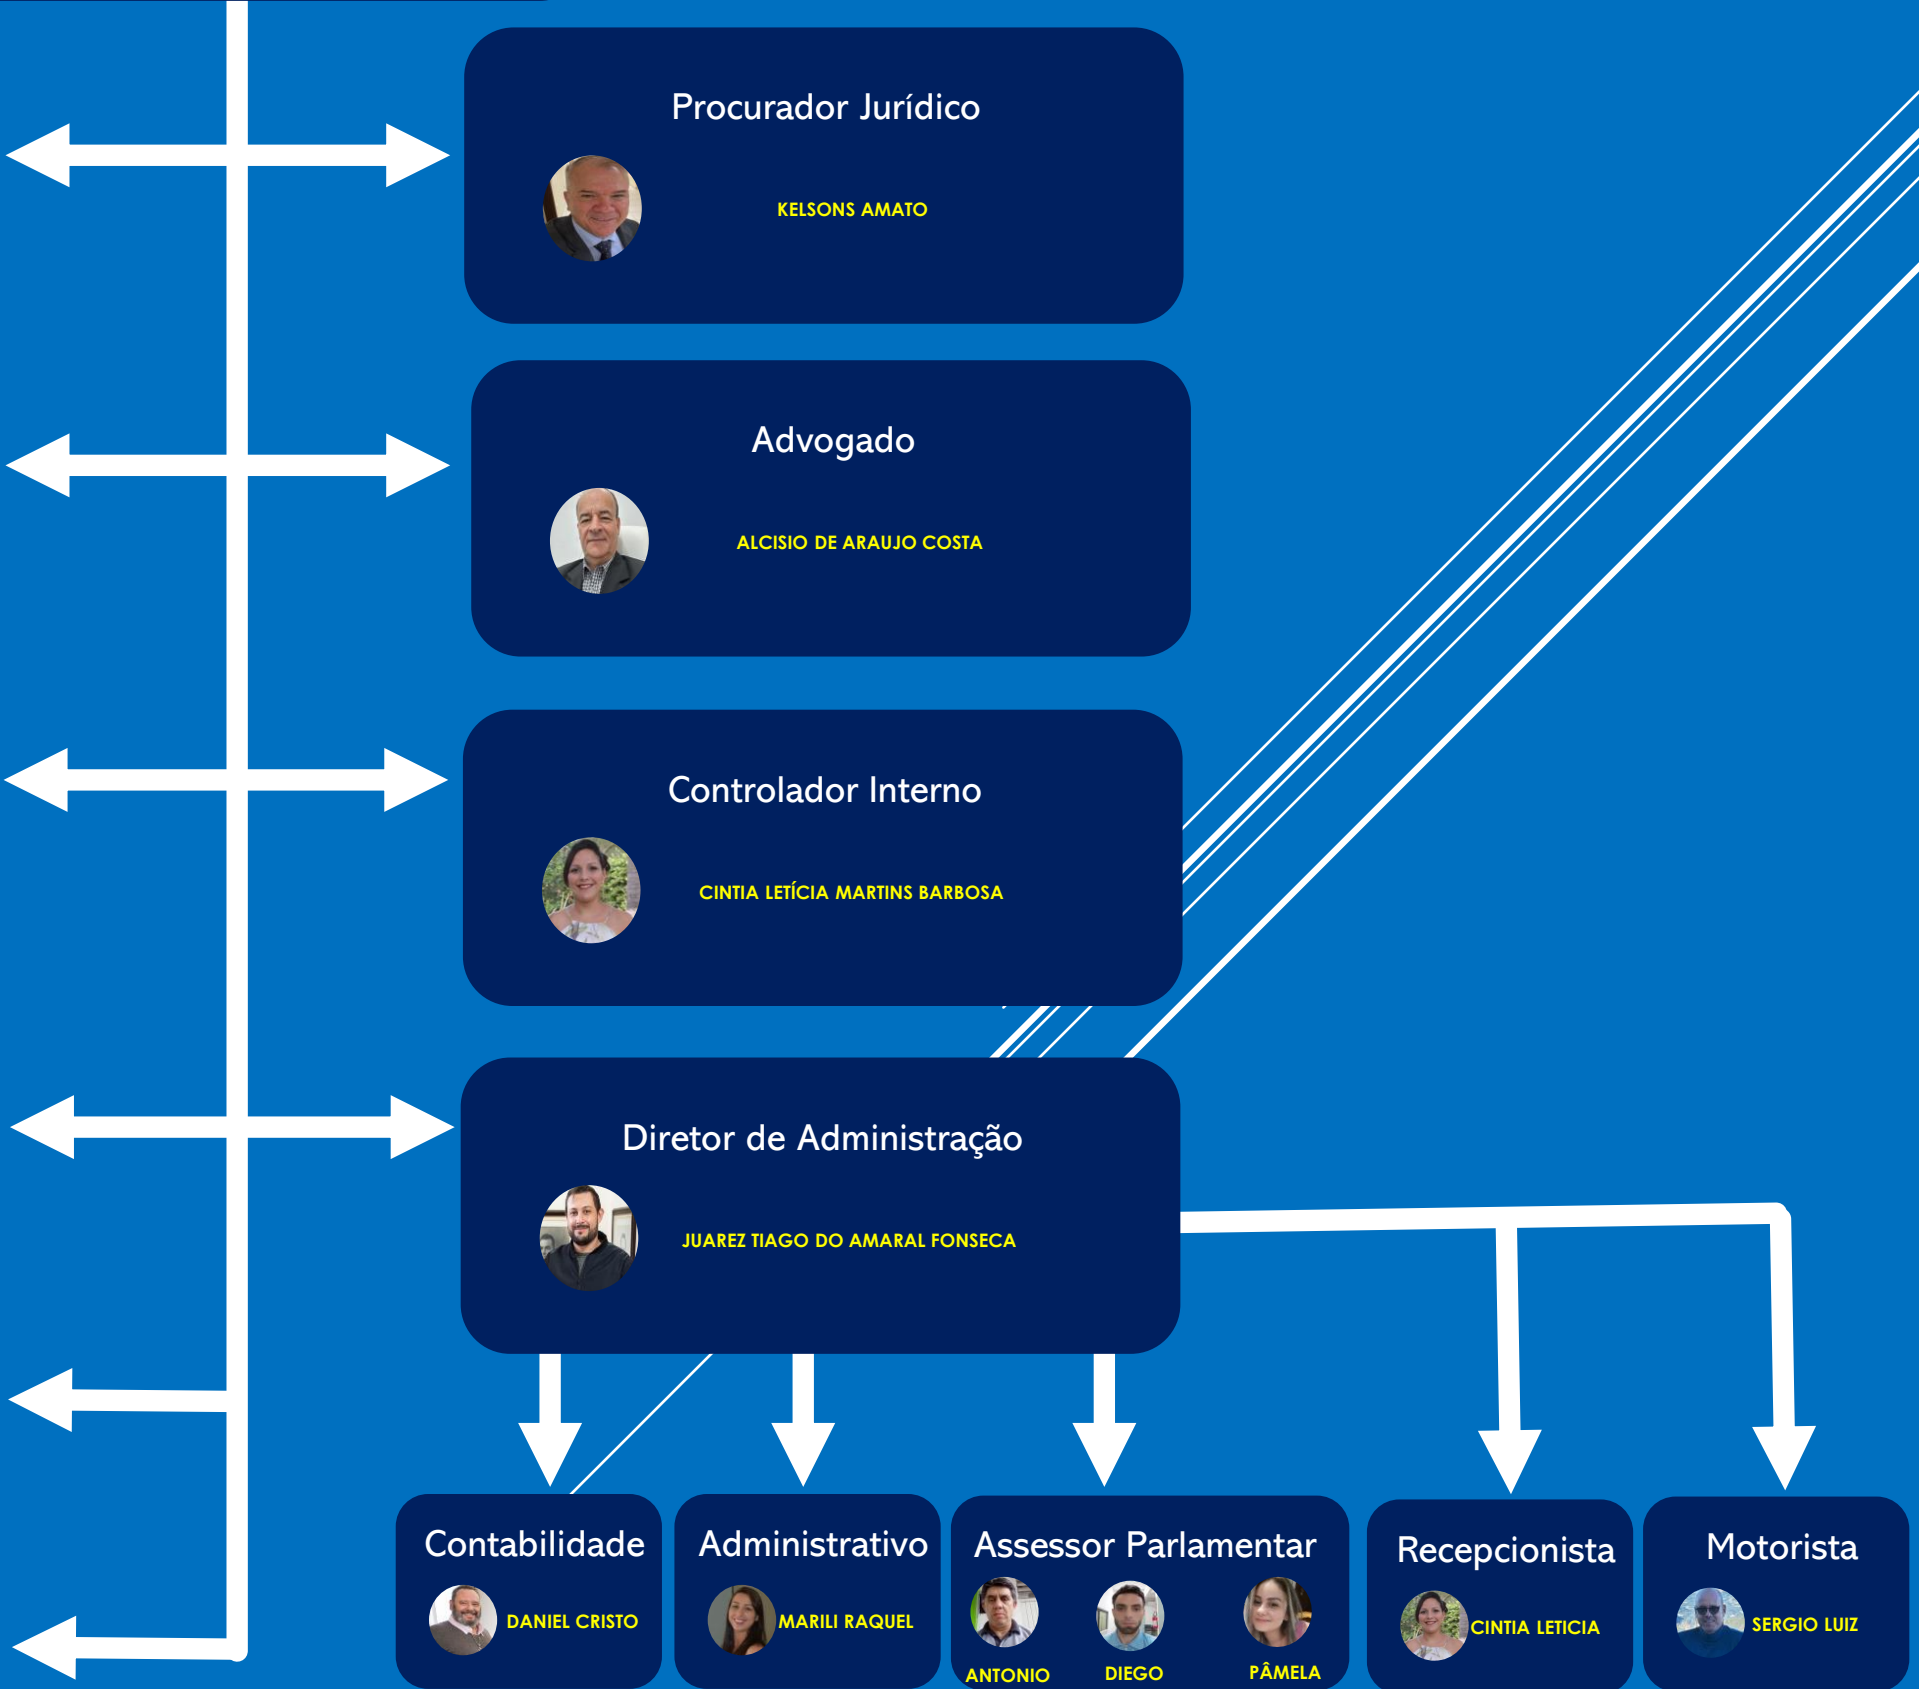 Procurador Jurídico
KELSONS AMATO
Advogado
ALCISIO DE ARAUJO COSTA
Controlador Interno
CINTIA LETÍCIA MARTINS BARBOSA
Diretor de Administração
JUAREZ TIAGO DO AMARAL FONSECA
Contabilidade
DANIEL CRISTO
Administrativo
MARILI RAQUEL
Assessor Parlamentar
ANTONIO
DIEGO
PÂMELA
Recepcionista
CINTIA LETICIA
Motorista
SERGIO LUIZ